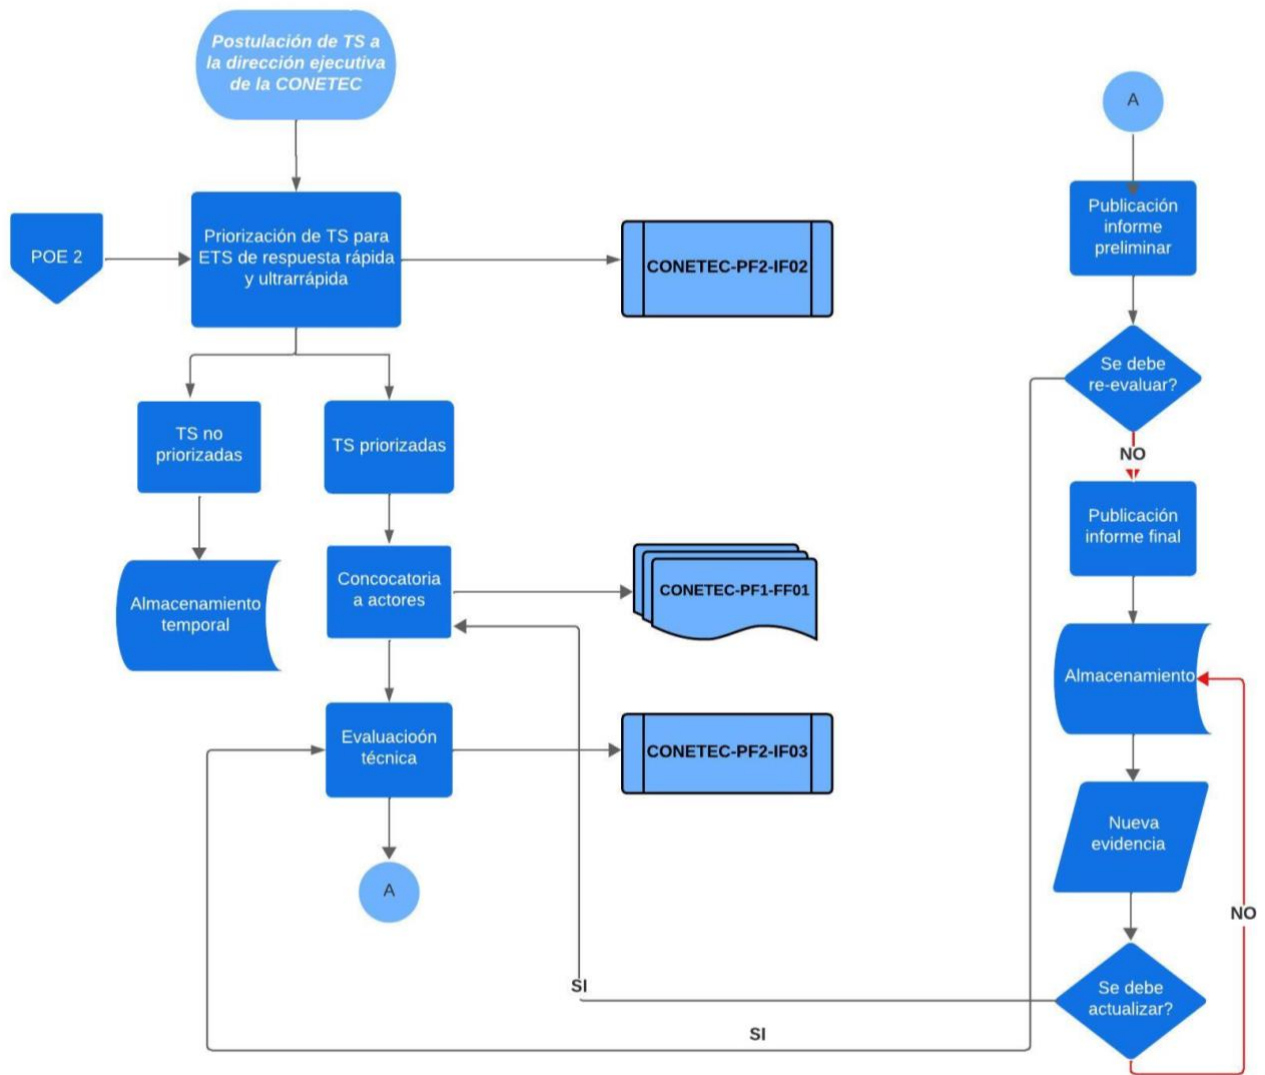 Postulación de TS a
la dirección ejecutiva
de la CONETEC
POE 2
Priorización de TS para
ETS de respuesta rápida
y ultrarrápida
CONETEC-PF2-IF02
TS no
priorizadas
TS priorizadas
Almacenamiento
temporal
Concocatoria
a actores
CONETEC-PF1-FF01
Evaluacioón
técnica
CONETEC-PF2-IF03
A
A
Publicación
informe
preliminar
Se debe
re-evaluar?
NO
Publicación
informe final
Almacenamiento
Nueva
evidencia
NO
Se debe
actualizar?
SI
SI